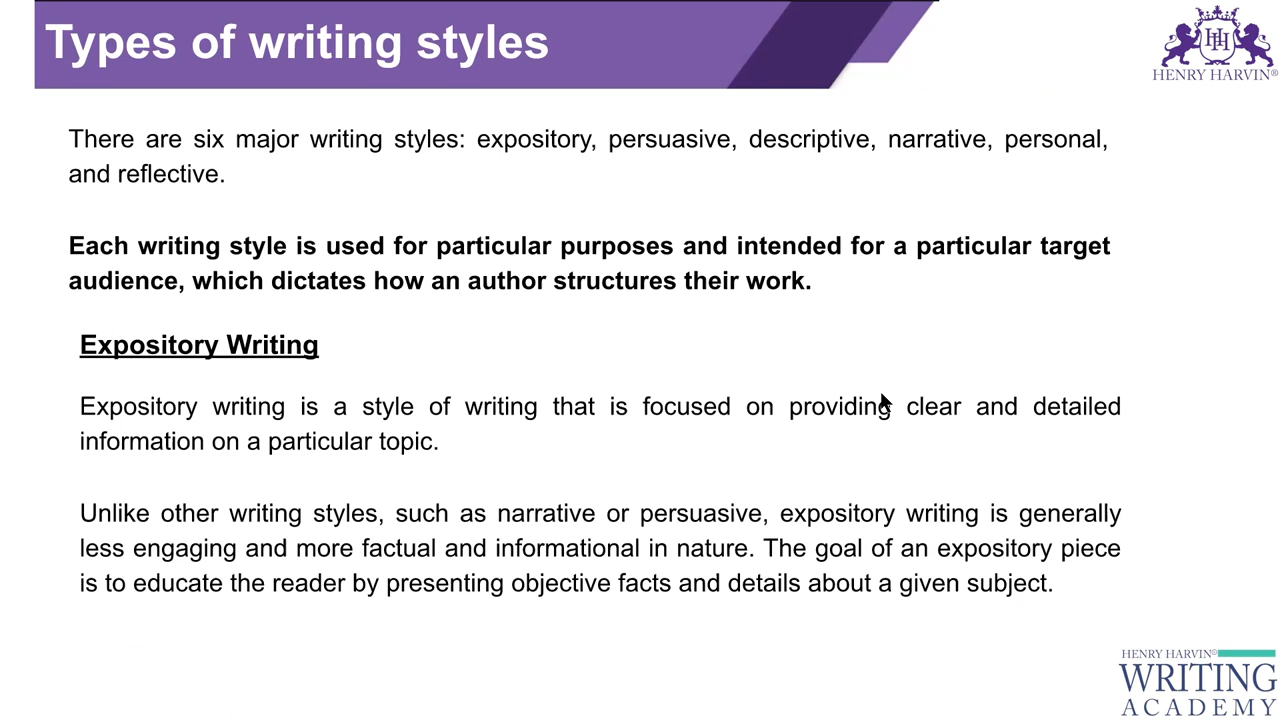 Types of writing styles
HENRY HARVIN®
There are six major writing styles: expository, persuasive, descriptive, narrative, personal,
and reflective.
Each writing style is used for particular purposes and intended for a particular target
audience, which dictates how an author structures their work.
Expository Writing
Expository writing is a style of writing that is focused on providing clear and detailed
information on a particular topic.
Unlike other writing styles, such as narrative or persuasive, expository writing is generally
less engaging and more factual and informational in nature. The goal of an expository piece
is to educate the reader by presenting objective facts and details about a given subject.
HENRY HARVIN®
WRITING
ACADEMY